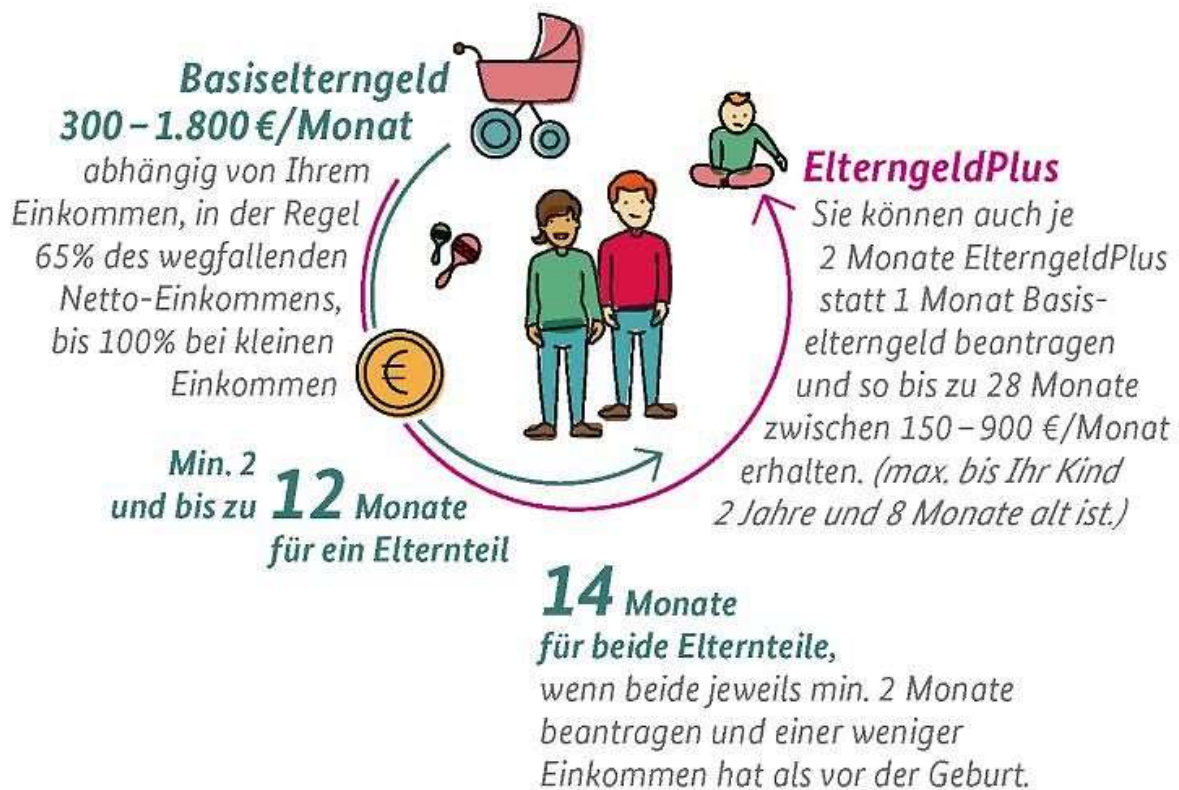 Basiselterngeld
300 – 1.800 €/Monat
abhängig von Ihrem
Einkommen, in der Regel
65% des wegfallenden
Netto-Einkommens,
bis 100% bei kleinen
Einkommen
€
Min. 2
und bis zu 12 Monate
für ein Elternteil
14 Monate
für beide Elternteile,
wenn beide jeweils min. 2 Monate
beantragen und einer weniger
Einkommen hat als vor der Geburt.
ElterngeldPlus
Sie können auch je
2 Monate ElterngeldPlus
statt 1 Monat Basis-
elterngeld beantragen
und so bis zu 28 Monate
zwischen 150 – 900 €/Monat
erhalten. (max. bis Ihr Kind
2 Jahre und 8 Monate alt ist.)